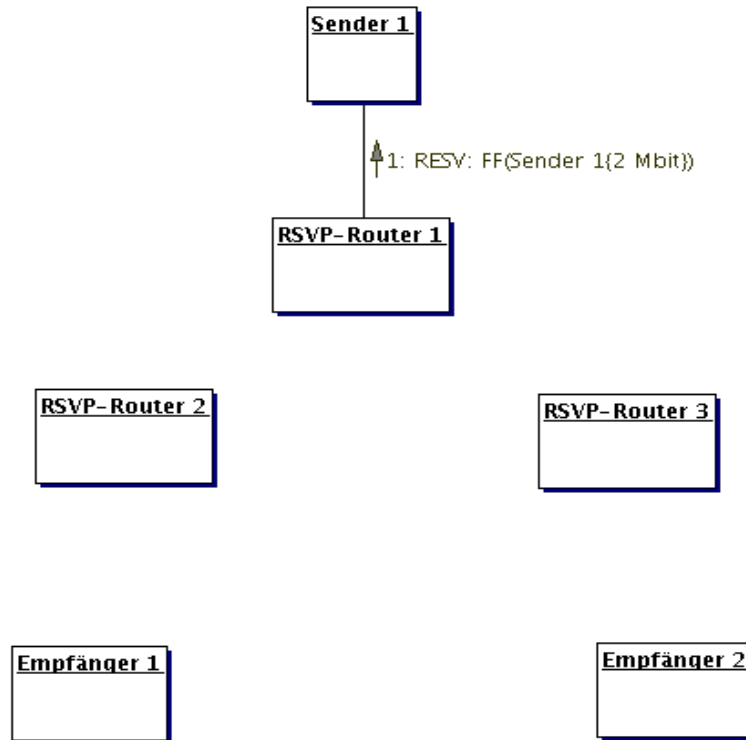 Sender 1
1: RESV: FF(Sender 1{2 Mbit})
RSVP-Router 1
RSVP-Router 2
RSVP-Router 3
Empfänger 1
Empfänger 2